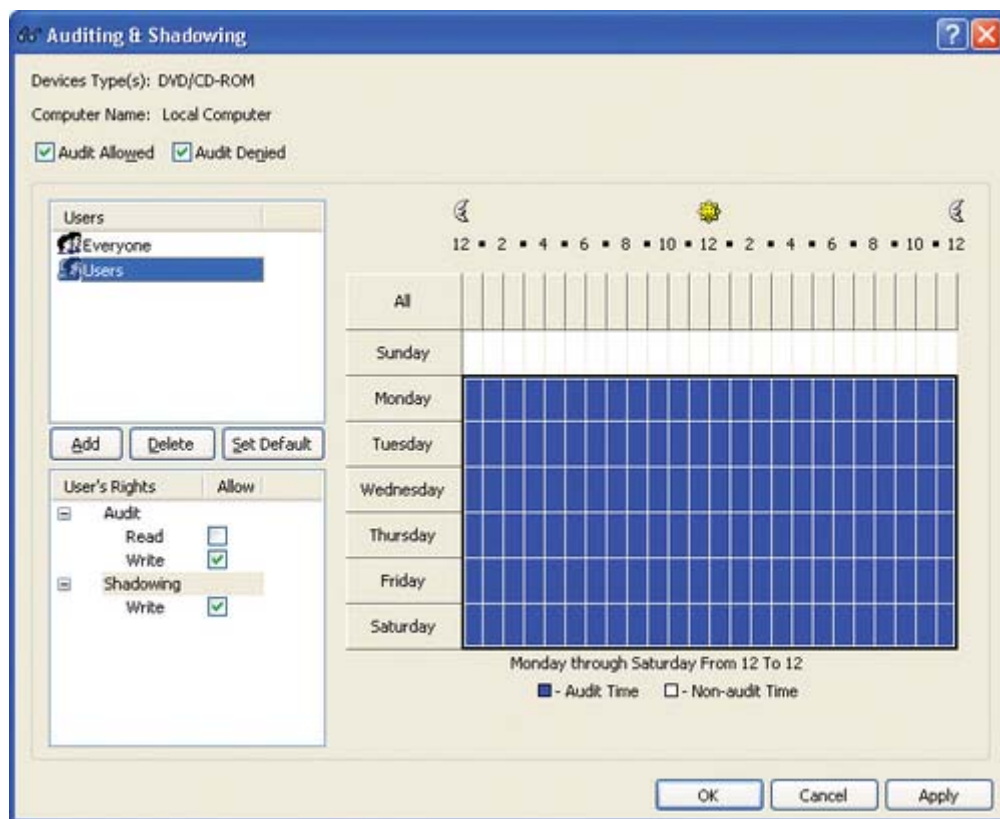 Auditing & Shadowing
Devices Type(s): DVD/CD-ROM
Computer Name: Local Computer
Audit Allowed Audit Denied
Users
Everyone
Users
Add Delete Set Default
User's Rights Allow
Audit
Read
Write
Shadowing
Write
12 ▪ 2 ▪ 4 ▪ 6 ▪ 8 ▪ 10 ▪ 12 ▪ 2 ▪ 4 ▪ 6 ▪ 8 ▪ 10 ▪ 12
All
Sunday
Monday
Tuesday
Wednesday
Thursday
Friday
Saturday
Monday through Saturday From 12 To 12
- Audit Time - Non-audit Time
OK Cancel Apply